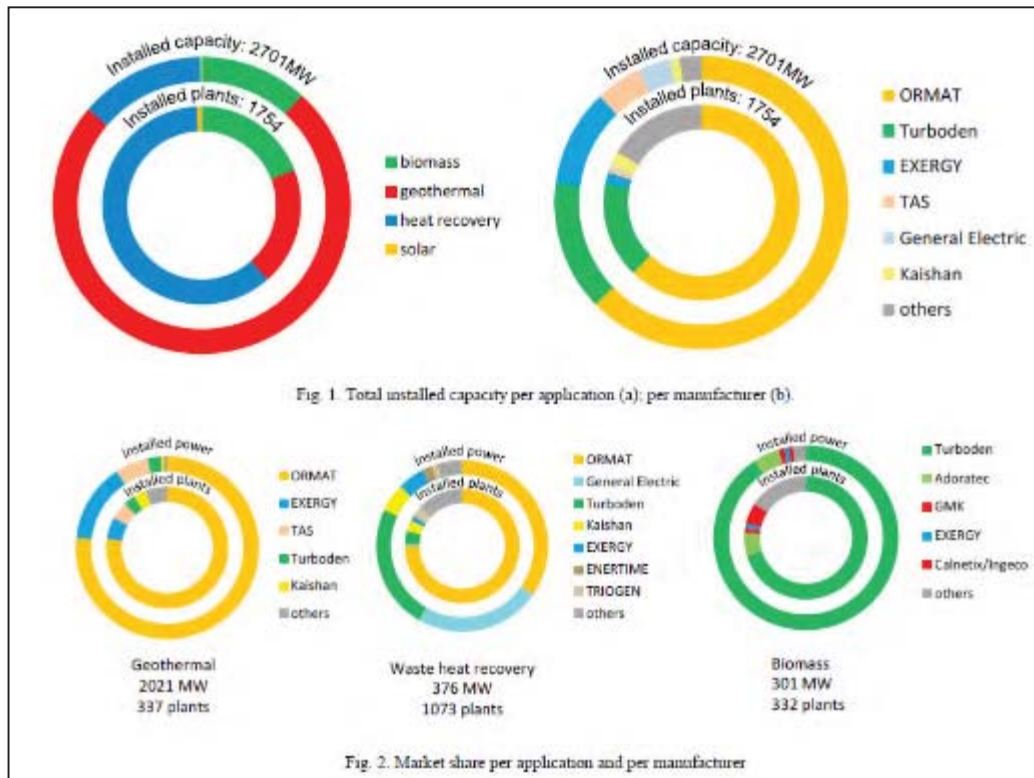 Installed capacity: 2701MW
Installed plants: 1754
biomass
geothermal
heat recovery
solar
Installed capacity: 2701MW
Installed plants: 1754
ORMAT
Turboden
EXERGY
TAS
General Electric
Kaishan
others
Fig. 1. Total installed capacity per application (a); per manufacturer (b).
Installed power
Installed plants
ORMAT
EXERGY
TAS
Turboden
Kaishan
others
Geothermal
2021 MW
337 plants
Installed power
Installed plants
ORMAT
General Electric
Turboden
Kaishan
EXERGY
ENERTIME
TRIOGEN
others
Waste heat recovery
376 MW
1073 plants
Installed power
Installed plants
Turboden
Adoratec
GMK
EXERGY
Calnetix/Ingeco
others
Biomass
301 MW
332 plants
Fig. 2. Market share per application and per manufacturer